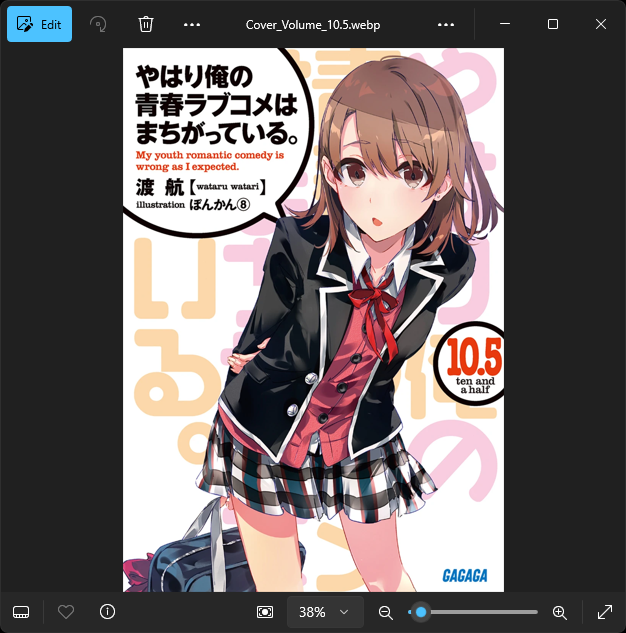 Edit
Cover_Volume_10.5.webp
やはり俺の
青春ラブコメは
まちがっている。
My youth romantic comedy is
wrong as I expected.
渡 航【wataru watari】
illustration ぽんかん⑧
10.5
ten and
a half
GAGAGA
38%